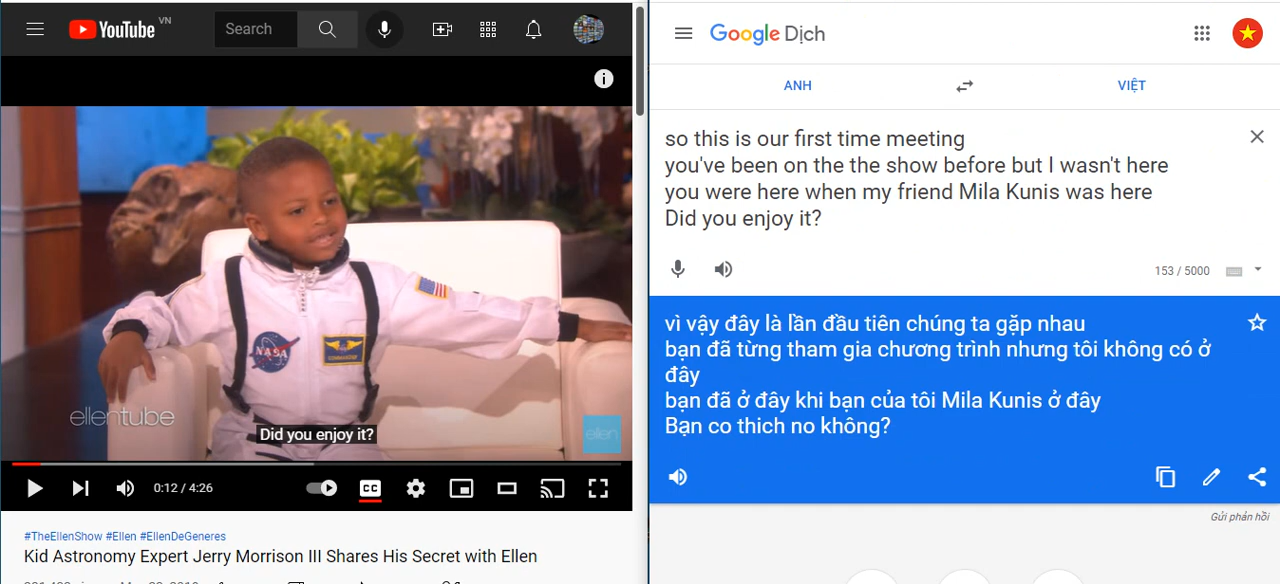 YouTube VN
Search
Google Dịch
ANH
VIỆT
so this is our first time meeting
you've been on the the show before but I wasn't here
you were here when my friend Mila Kunis was here
Did you enjoy it?
153 / 5000
vì vậy đây là lần đầu tiên chúng ta gặp nhau
bạn đã từng tham gia chương trình nhưng tôi không có ở
đây
bạn đã ở đây khi bạn của tôi Mila Kunis ở đây
Bạn co thich no không?
Gửi phản hồi
NASA
COMMANDER
ellentube
ellen
Did you enjoy it?
0:12 / 4:26
CC
#TheEllenShow #Ellen #EllenDeGeneres
Kid Astronomy Expert Jerry Morrison III Shares His Secret with Ellen